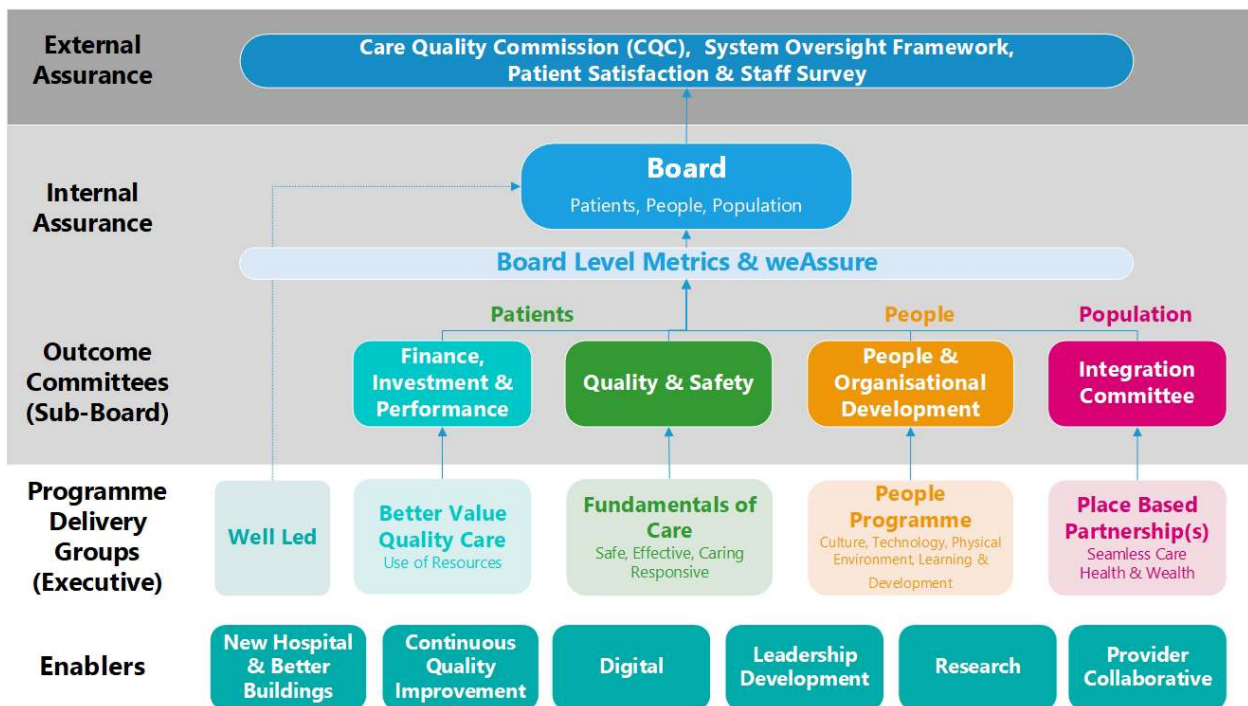 External
Assurance
Care Quality Commission (CQC), System Oversight Framework,
Patient Satisfaction & Staff Survey
Internal
Assurance
Board
Patients, People, Population
Board Level Metrics & weAssure
Patients
People
Population
Outcome
Committees
(Sub-Board)
Finance,
Investment &
Performance
Quality & Safety
People &
Organisational
Development
Integration
Committee
Programme
Delivery
Groups
(Executive)
Well Led
Better Value
Quality Care
Use of Resources
Fundamentals of
Care
Safe, Effective, Caring
Responsive
People
Programme
Culture, Technology, Physical
Environment, Learning &
Development
Place Based
Partnership(s)
Seamless Care
Health & Wealth
Enablers
New Hospital
& Better
Buildings
Continuous
Quality
Improvement
Digital
Leadership
Development
Research
Provider
Collaborative